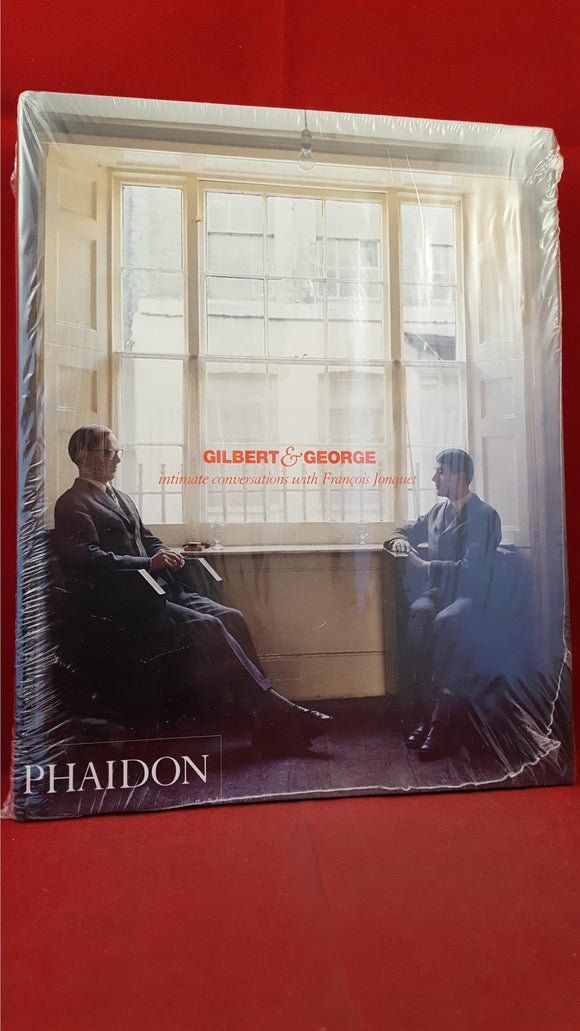 GILBERT & GEORGE
intimate conversations with François Jonquet
PHAIDON